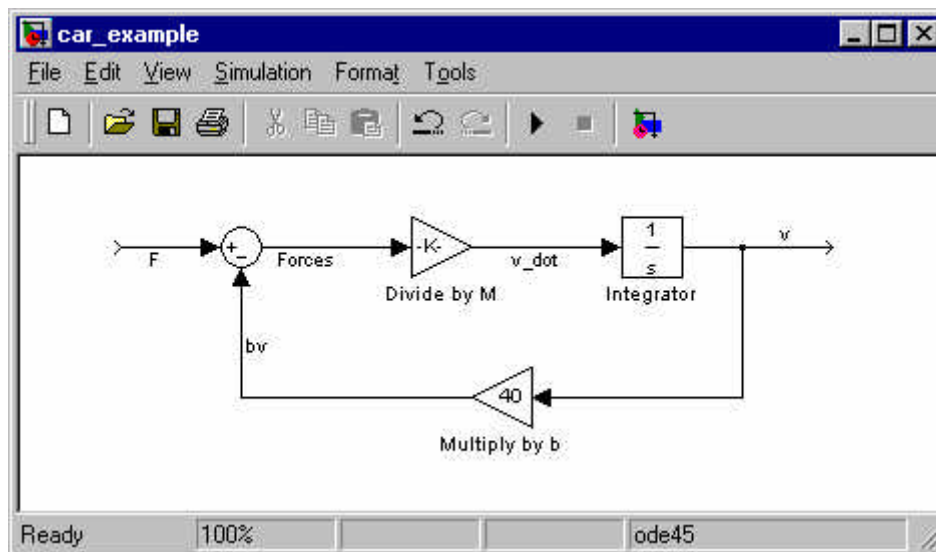 car_example
File Edit View Simulation Format Tools
F
+
-
Forces
-K-
Divide by M
v_dot
1
s
Integrator
v
bv
40
Multiply by b
Ready 100% ode45